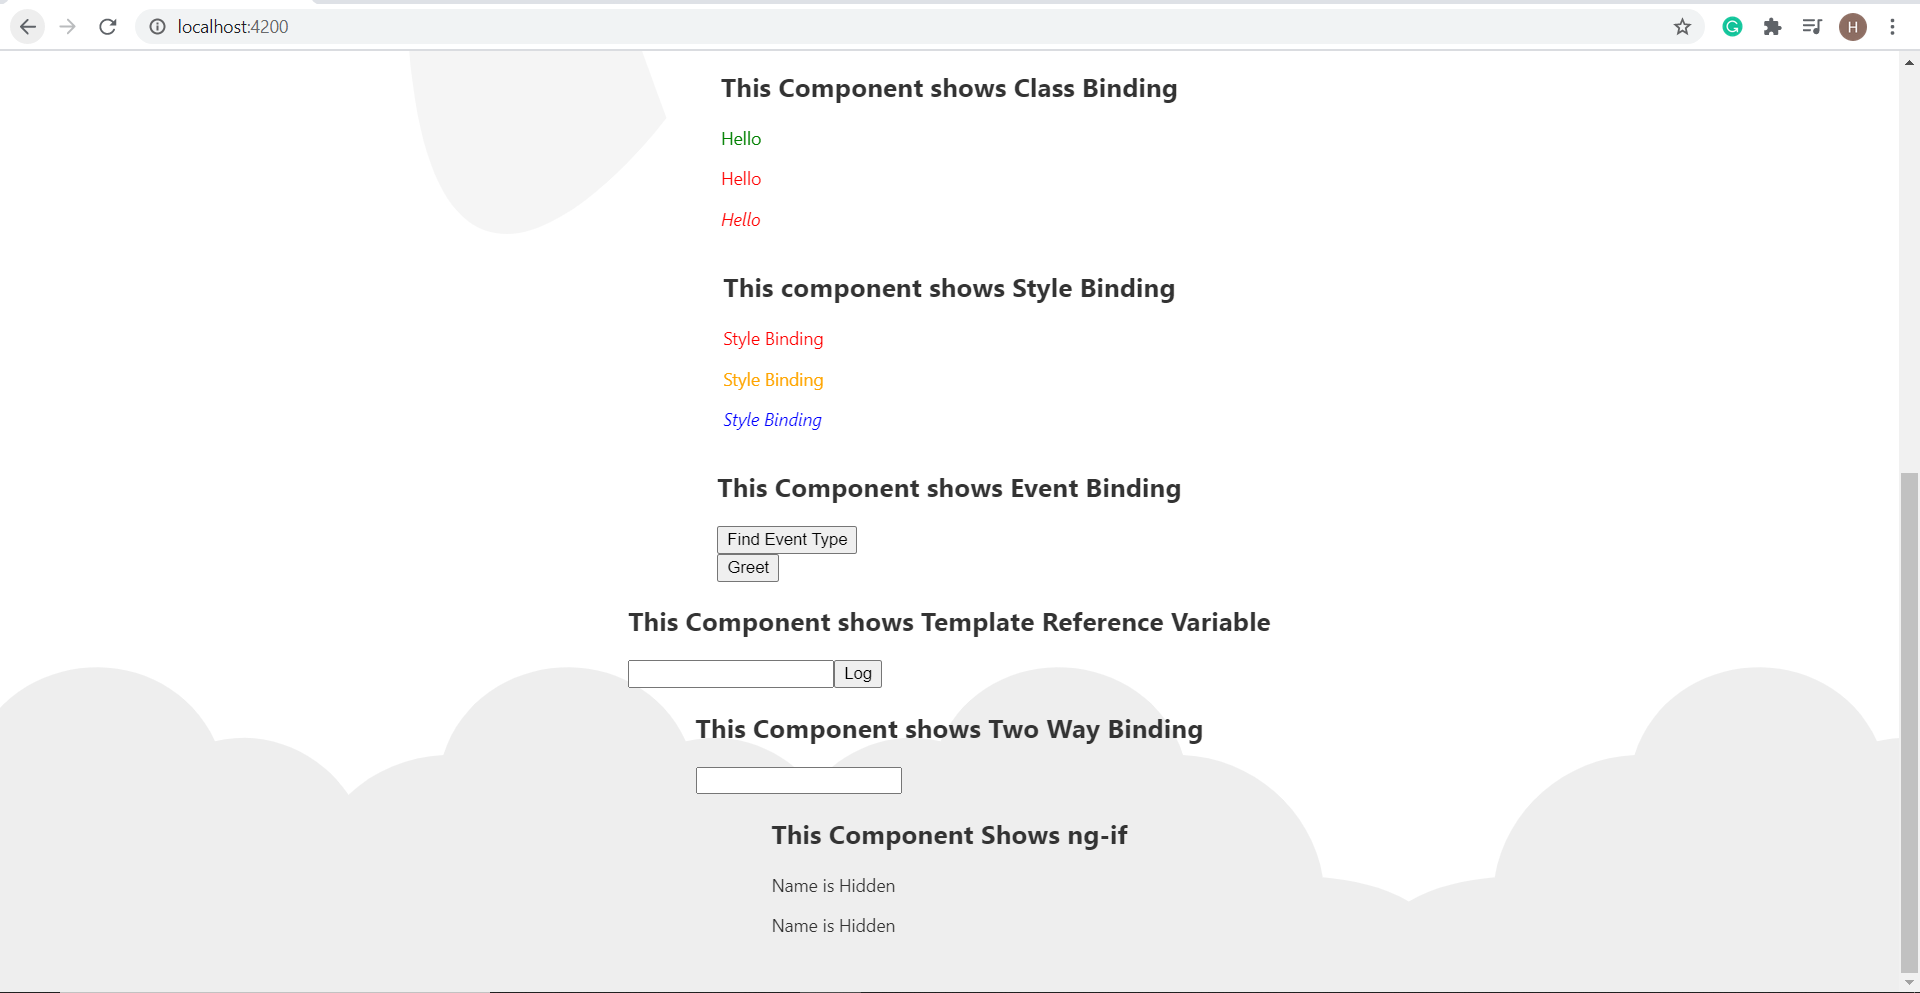 localhost:4200
H
This Component shows Class Binding
Hello
Hello
Hello
This component shows Style Binding
Style Binding
Style Binding
Style Binding
This Component shows Event Binding
Find Event Type
Greet
This Component shows Template Reference Variable
Log
This Component shows Two Way Binding
This Component Shows ng-if
Name is Hidden
Name is Hidden